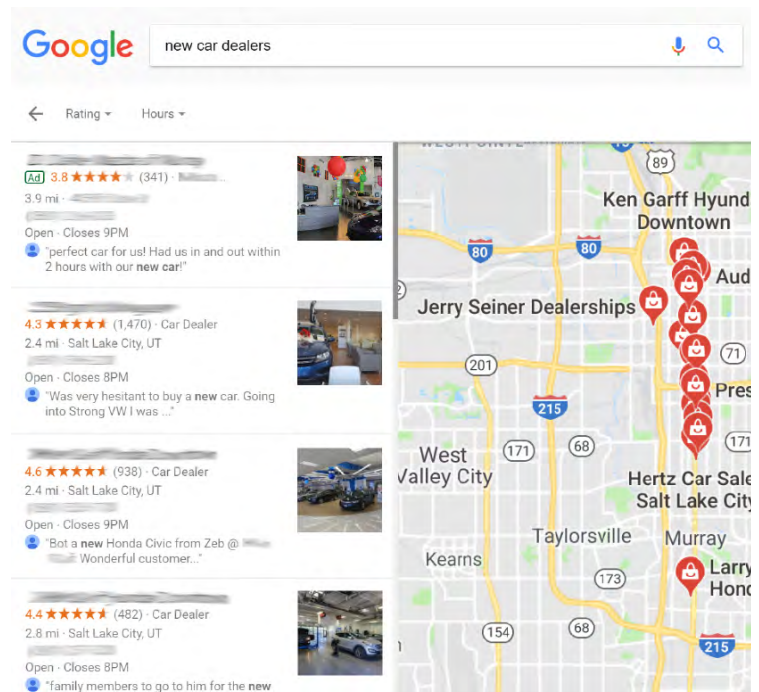 Google
new car dealers
Rating
Hours
Ad 3.8 (341) ·
3.9 mi ·
Open · Closes 9PM
"perfect car for us! Had us in and out within
2 hours with our new car!"
4.3 (1,470) · Car Dealer
2.4 mi · Salt Lake City, UT
Open · Closes 8PM
"Was very hesitant to buy a new car. Going
into Strong VW I was ..."
4.6 (938) · Car Dealer
2.4 mi · Salt Lake City, UT
Open · Closes 9PM
"Bot a new Honda Civic from Zeb @
Wonderful customer..."
4.4 (482) · Car Dealer
2.8 mi · Salt Lake City, UT
Open · Closes 8PM
"family members to go to him for the new
15
89
Ken Garff Hyund
Downtown
80
80
Aud
Jerry Seiner Dealerships
71
201
Pres
215
171
68
171
West
Valley City
Hertz Car Sale
Salt Lake City
Taylorsville
Murray
Kearns
173
Larry
Hond
154
68
215